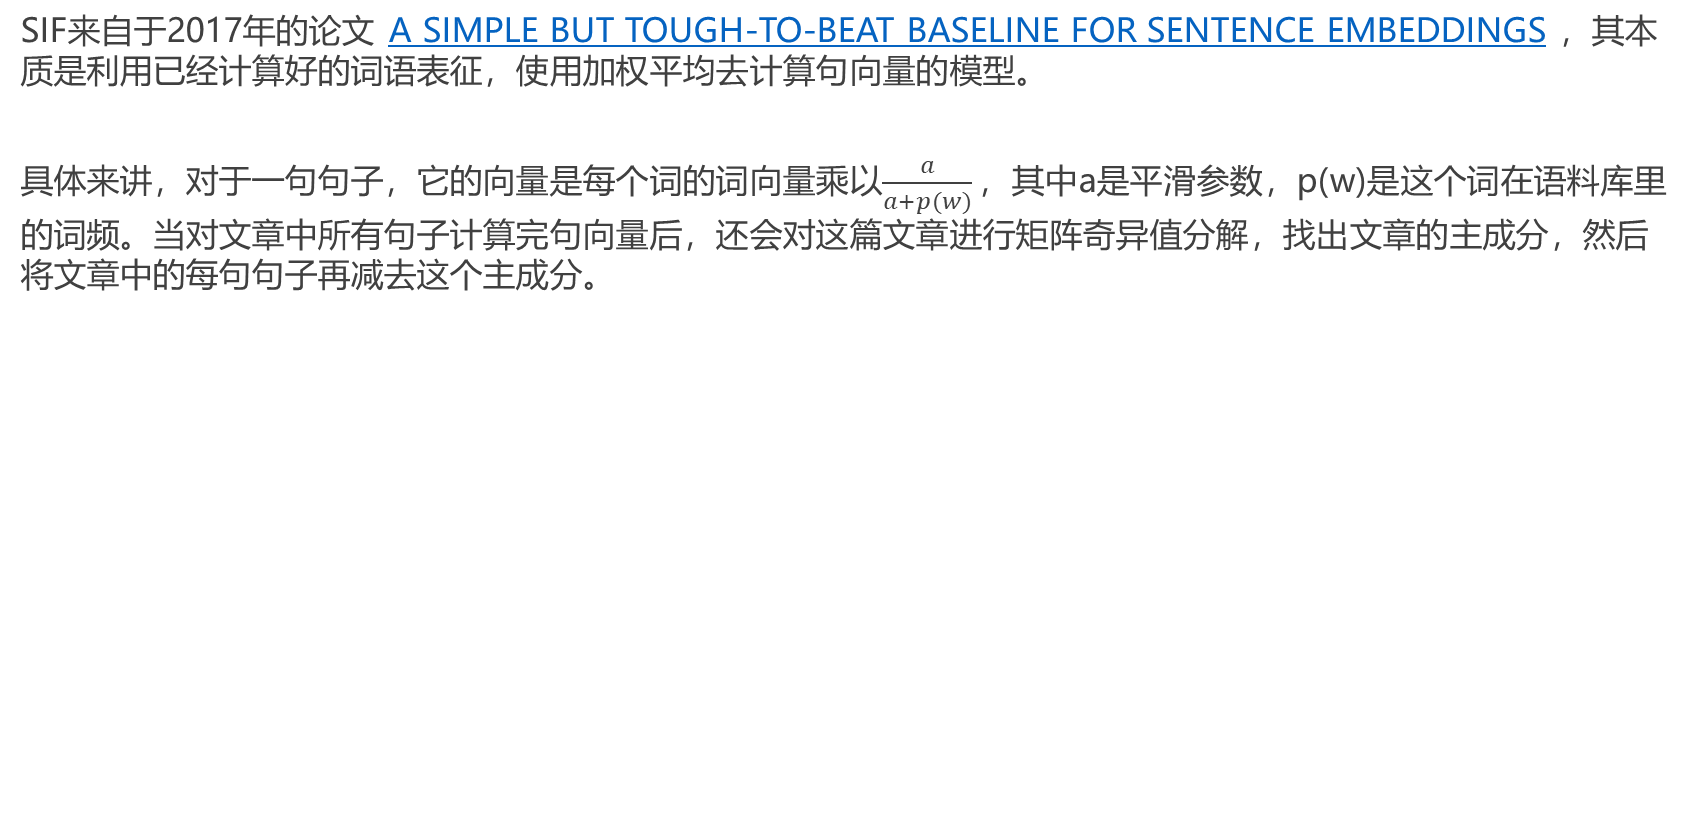 SIF来自于2017年的论文 A SIMPLE BUT TOUGH-TO-BEAT BASELINE FOR SENTENCE EMBEDDINGS ，其本
质是利用已经计算好的词语表征，使用加权平均去计算句向量的模型。
具体来讲，对于一句句子，它的向量是每个词的词向量乘以a/(a+p(w))，其中a是平滑参数，p(w)是这个词在语料库里
的词频。当对文章中所有句子计算完句向量后，还会对这篇文章进行矩阵奇异值分解，找出文章的主成分，然后
将文章中的每句句子再减去这个主成分。